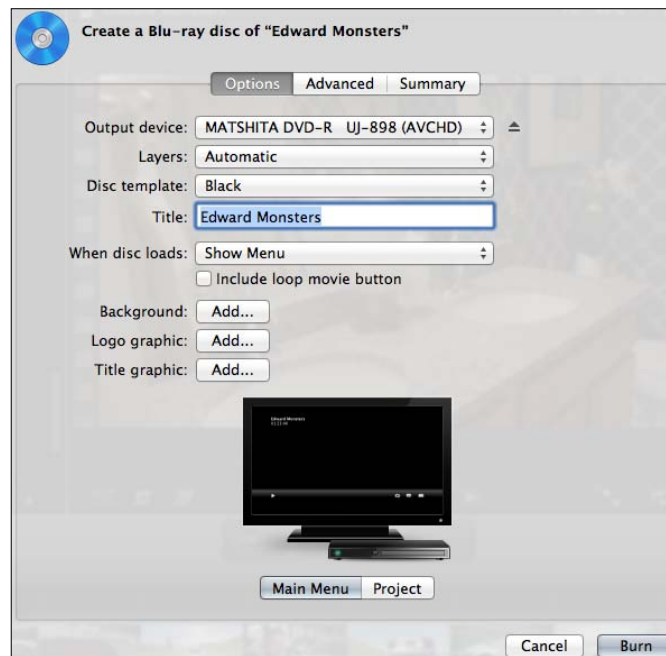 Create a Blu-ray disc of “Edward Monsters”
Options Advanced Summary
Output device: MATSHITA DVD-R UJ-898 (AVCHD)
Layers: Automatic
Disc template: Black
Title: Edward Monsters
When disc loads: Show Menu
Include loop movie button
Background: Add...
Logo graphic: Add...
Title graphic: Add...
Edward Monsters
Main Menu Project
Cancel Burn